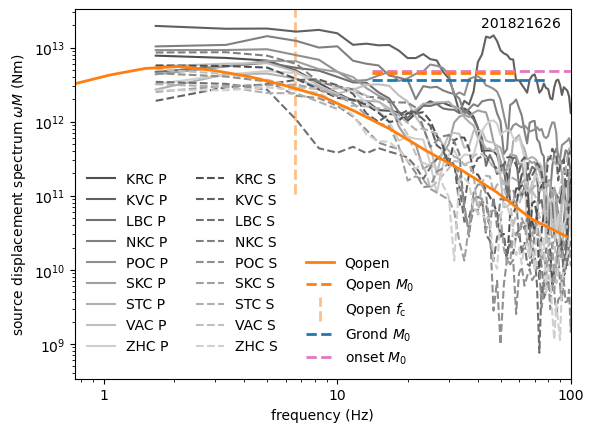 201821626
source displacement spectrum ωM (Nm)
10¹³
10¹²
10¹¹
10¹⁰
10⁹
KRC P
KVC P
LBC P
NKC P
POC P
SKC P
STC P
VAC P
ZHC P
KRC S
KVC S
LBC S
NKC S
POC S
SKC S
STC S
VAC S
ZHC S
Qopen
Qopen M₀
Qopen f_c
Grond M₀
onset M₀
1 10 100
frequency (Hz)